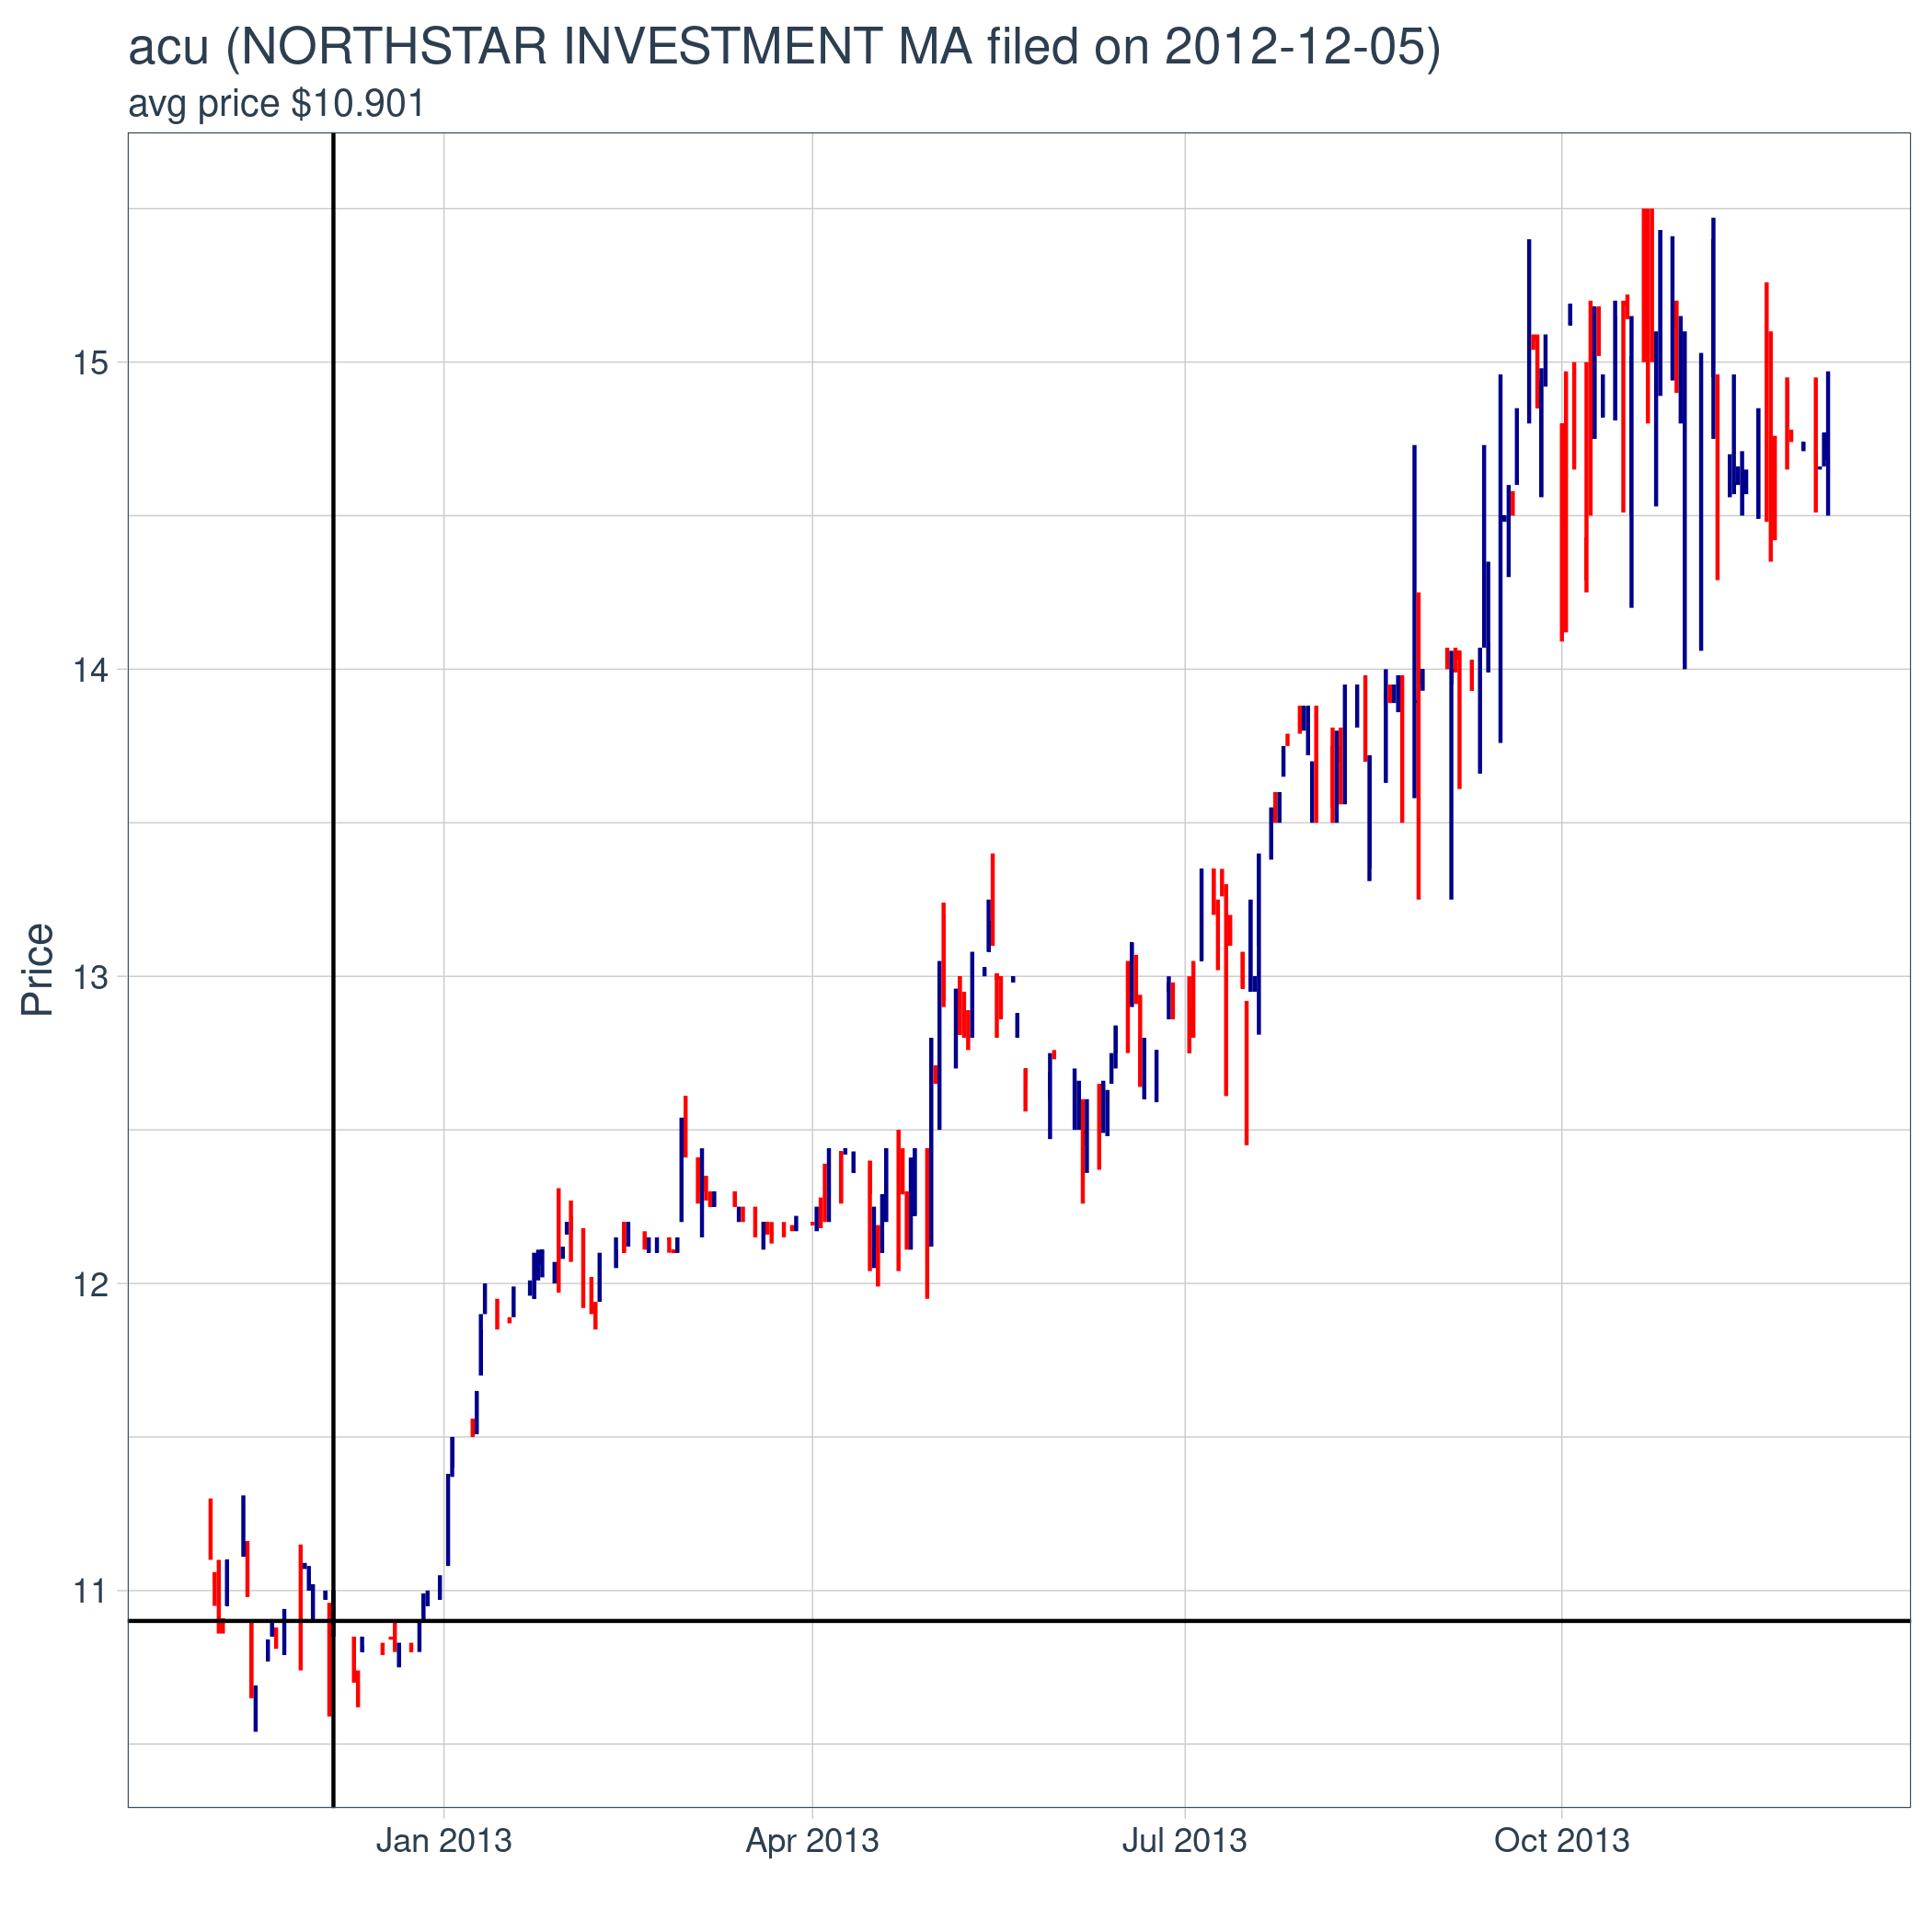 acu (NORTHSTAR INVESTMENT MA filed on 2012-12-05)
avg price $10.901
15
14
13
12
11
Price
Jan 2013
Apr 2013
Jul 2013
Oct 2013